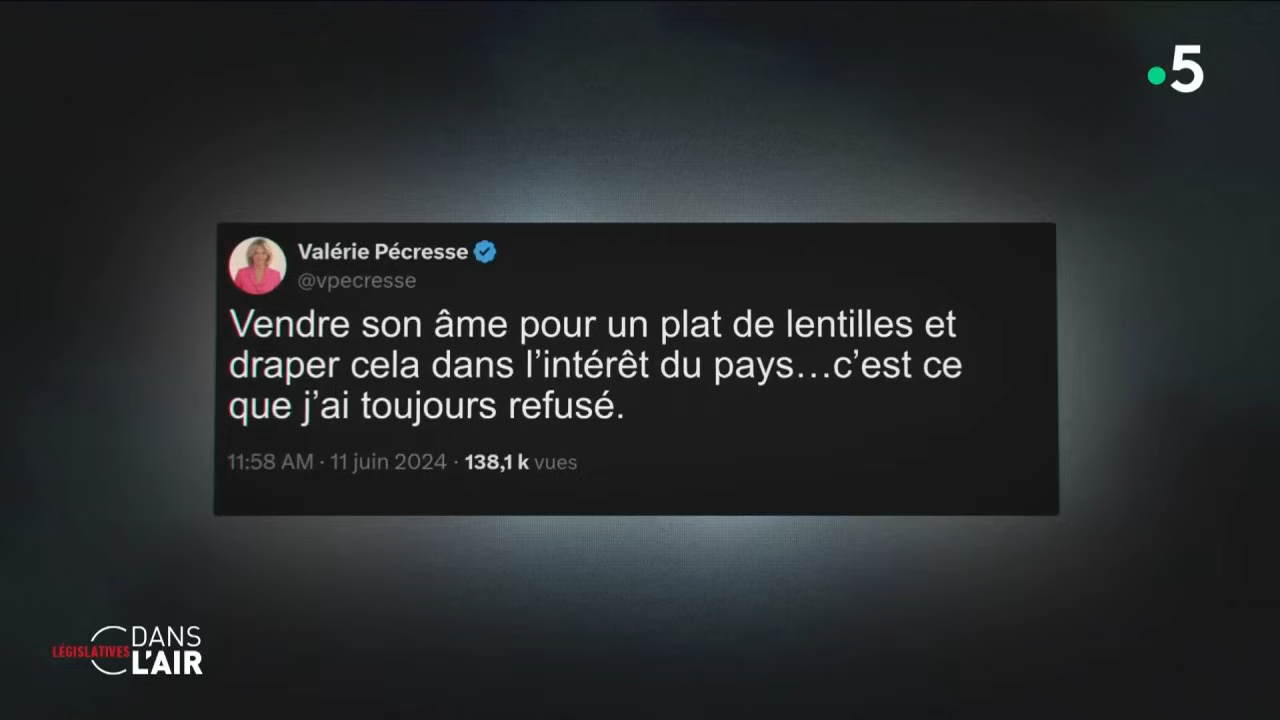 5
Valérie Pécresse
@vpecresse
Vendre son âme pour un plat de lentilles et
draper cela dans l’intérêt du pays…c’est ce
que j’ai toujours refusé.
11:58 AM · 11 juin 2024 · 138,1 k vues
LÉGISLATIVES
C DANS
L'AIR